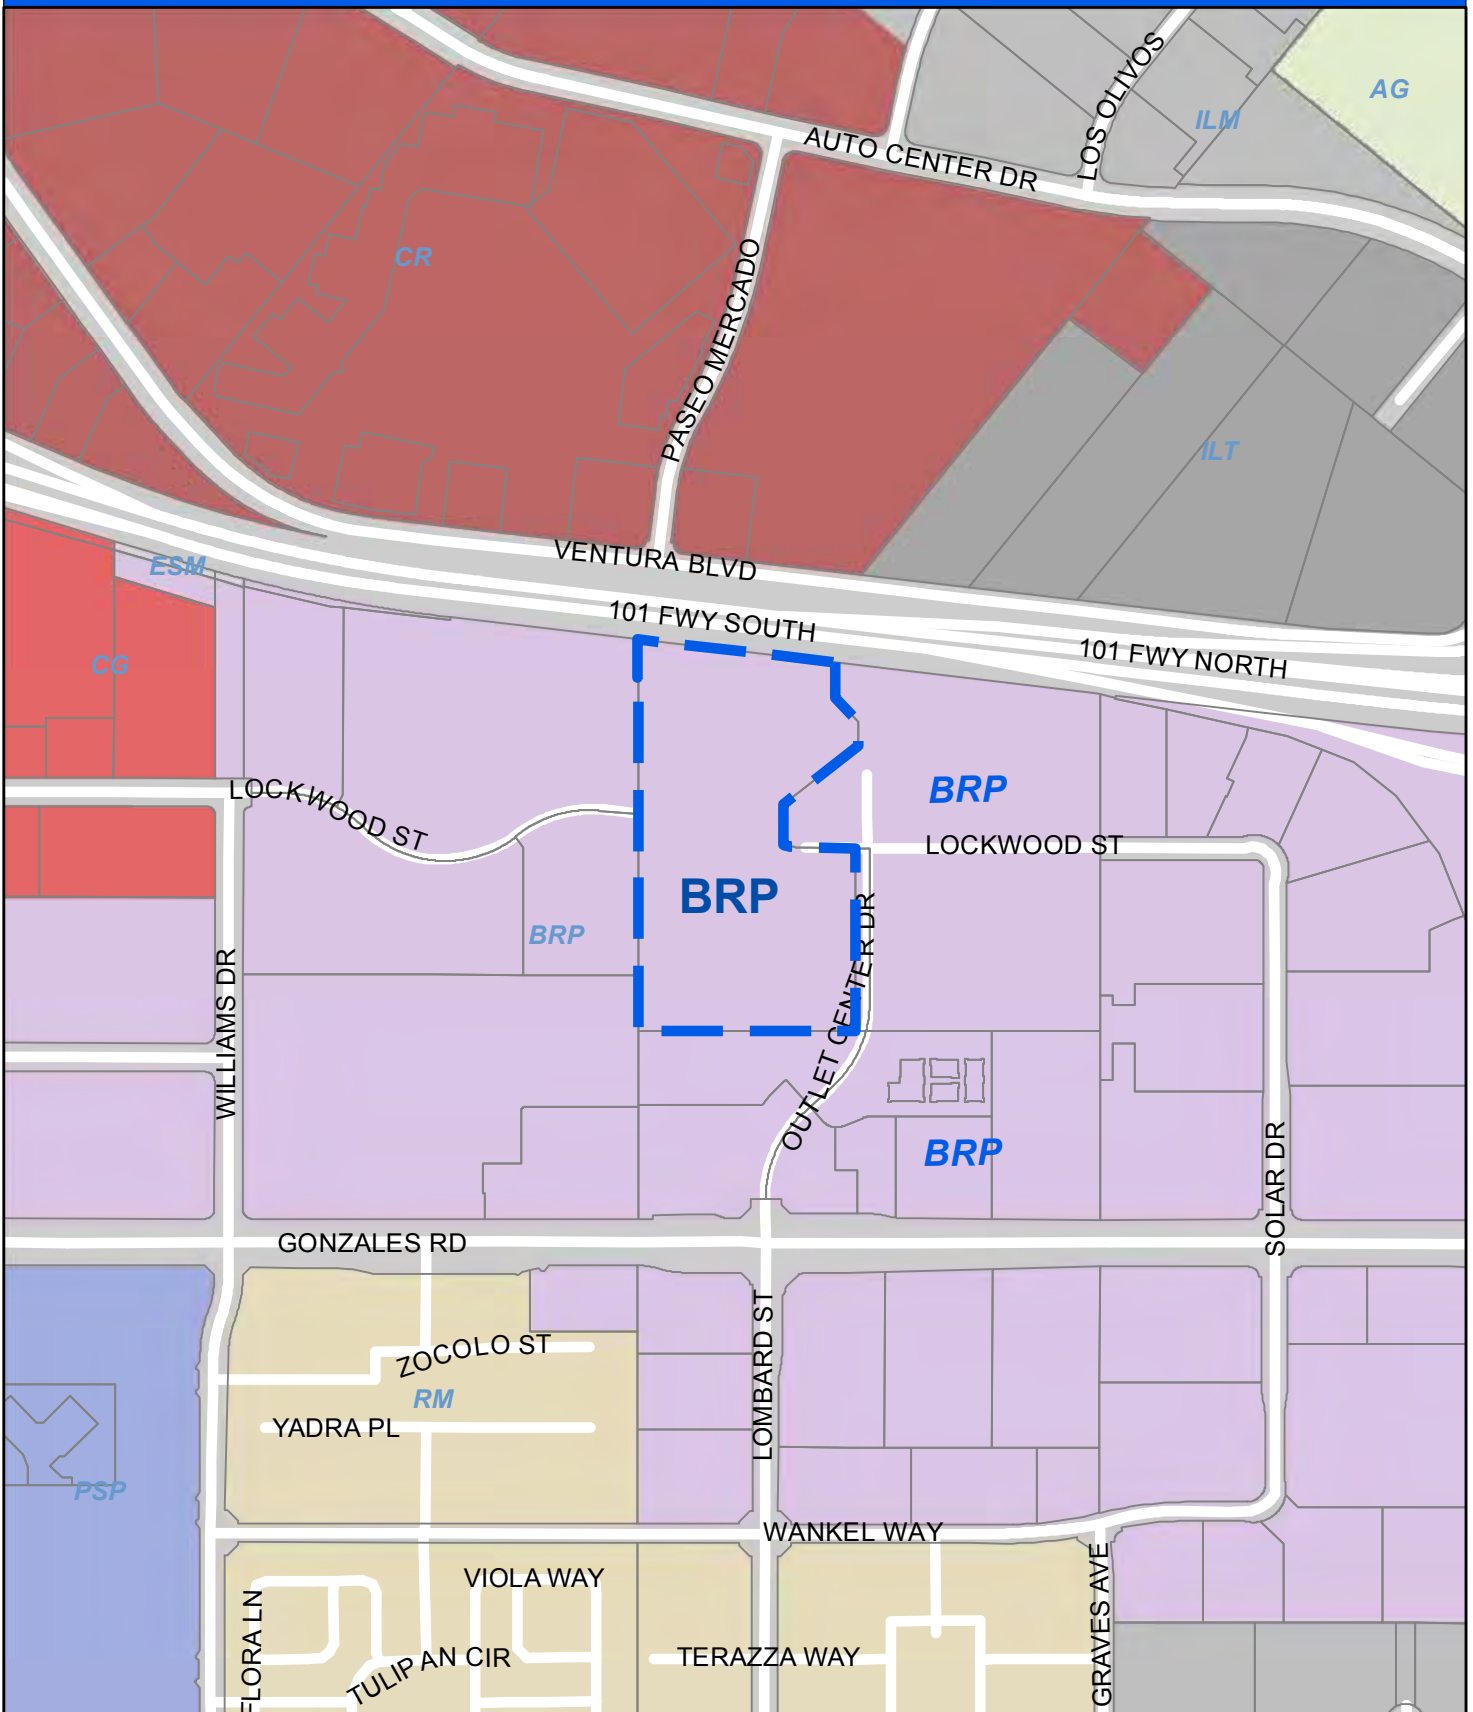 LOS OLIVOS
AG
ILM
AUTO CENTER DR
CR
PASEO MERCADO
ILT
VENTURA BLVD
ESM
101 FWY SOUTH
101 FWY NORTH
CG
LOCKWOOD ST
BRP
LOCKWOOD ST
BRP
BRP
OUTLET CENTER DR
WILLIAMS DR
BRP
SOLAR DR
GONZALES RD
LOMBARD ST
ZOCOLO ST
RM
YADRA PL
PSP
WANKEL WAY
VIOLA WAY
GRAVES AVE
FLORA LN
TULIP AN CIR
TERAZZA WAY